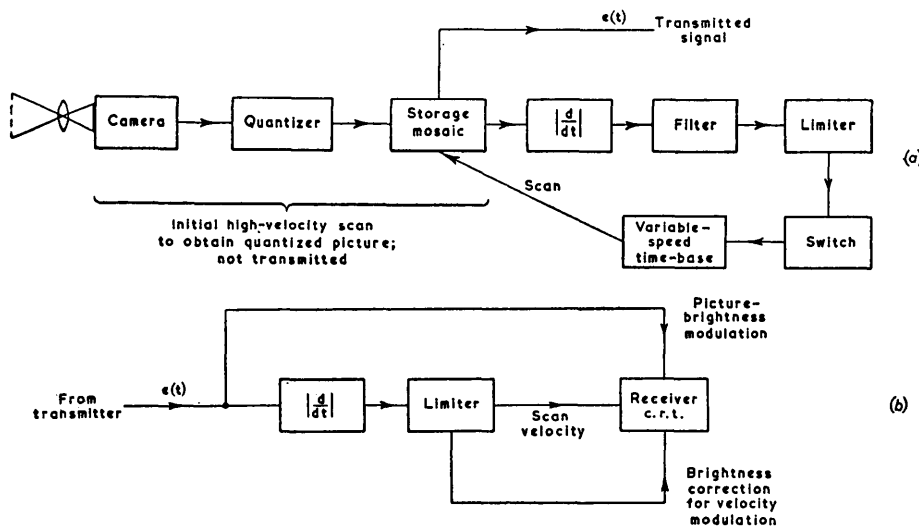 e(t)
Transmitted
signal
Camera
Quantizer
Storage
mosaic
|d/dt|
Filter
Limiter
(a)
Scan
Initial high-velocity scan
to obtain quantized picture;
not transmitted
Variable-
speed
time-base
Switch
Picture-
brightness
modulation
From
transmitter
e(t)
|d/dt|
Limiter
Scan
velocity
Receiver
c.r.t.
(b)
Brightness
correction
for velocity
modulation